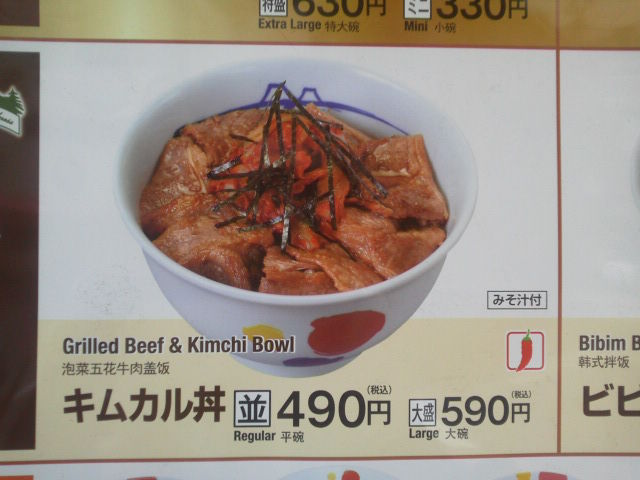 特盛 630円 ミニ 330円
Extra Large 特大碗 Mini 小碗
みそ汁付
Grilled Beef & Kimchi Bowl
泡菜五花牛肉盖饭
キムカル丼 並 490円 (税込) 大盛 590円 (税込)
Regular 平碗 Large 大碗
Bibim B
韩式拌饭
ビビ